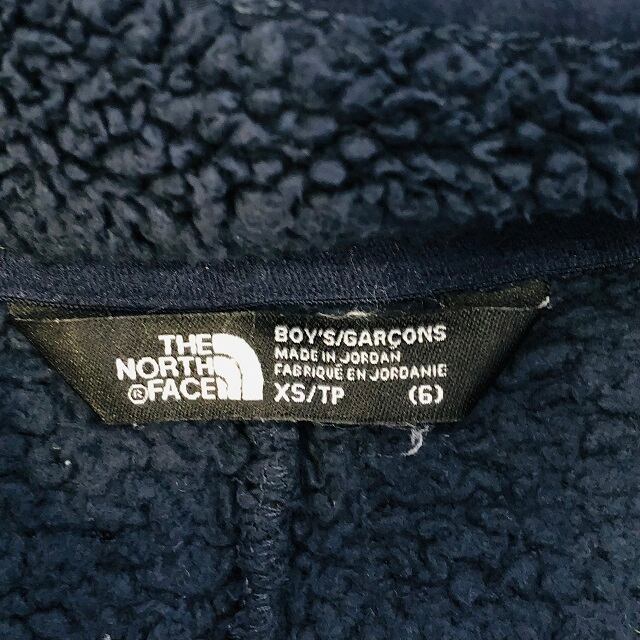 THE
NORTH
®FACE
BOY'S/GARÇONS
MADE IN JORDAN
FABRIQUÉ EN JORDANIE
XS/TP (6)